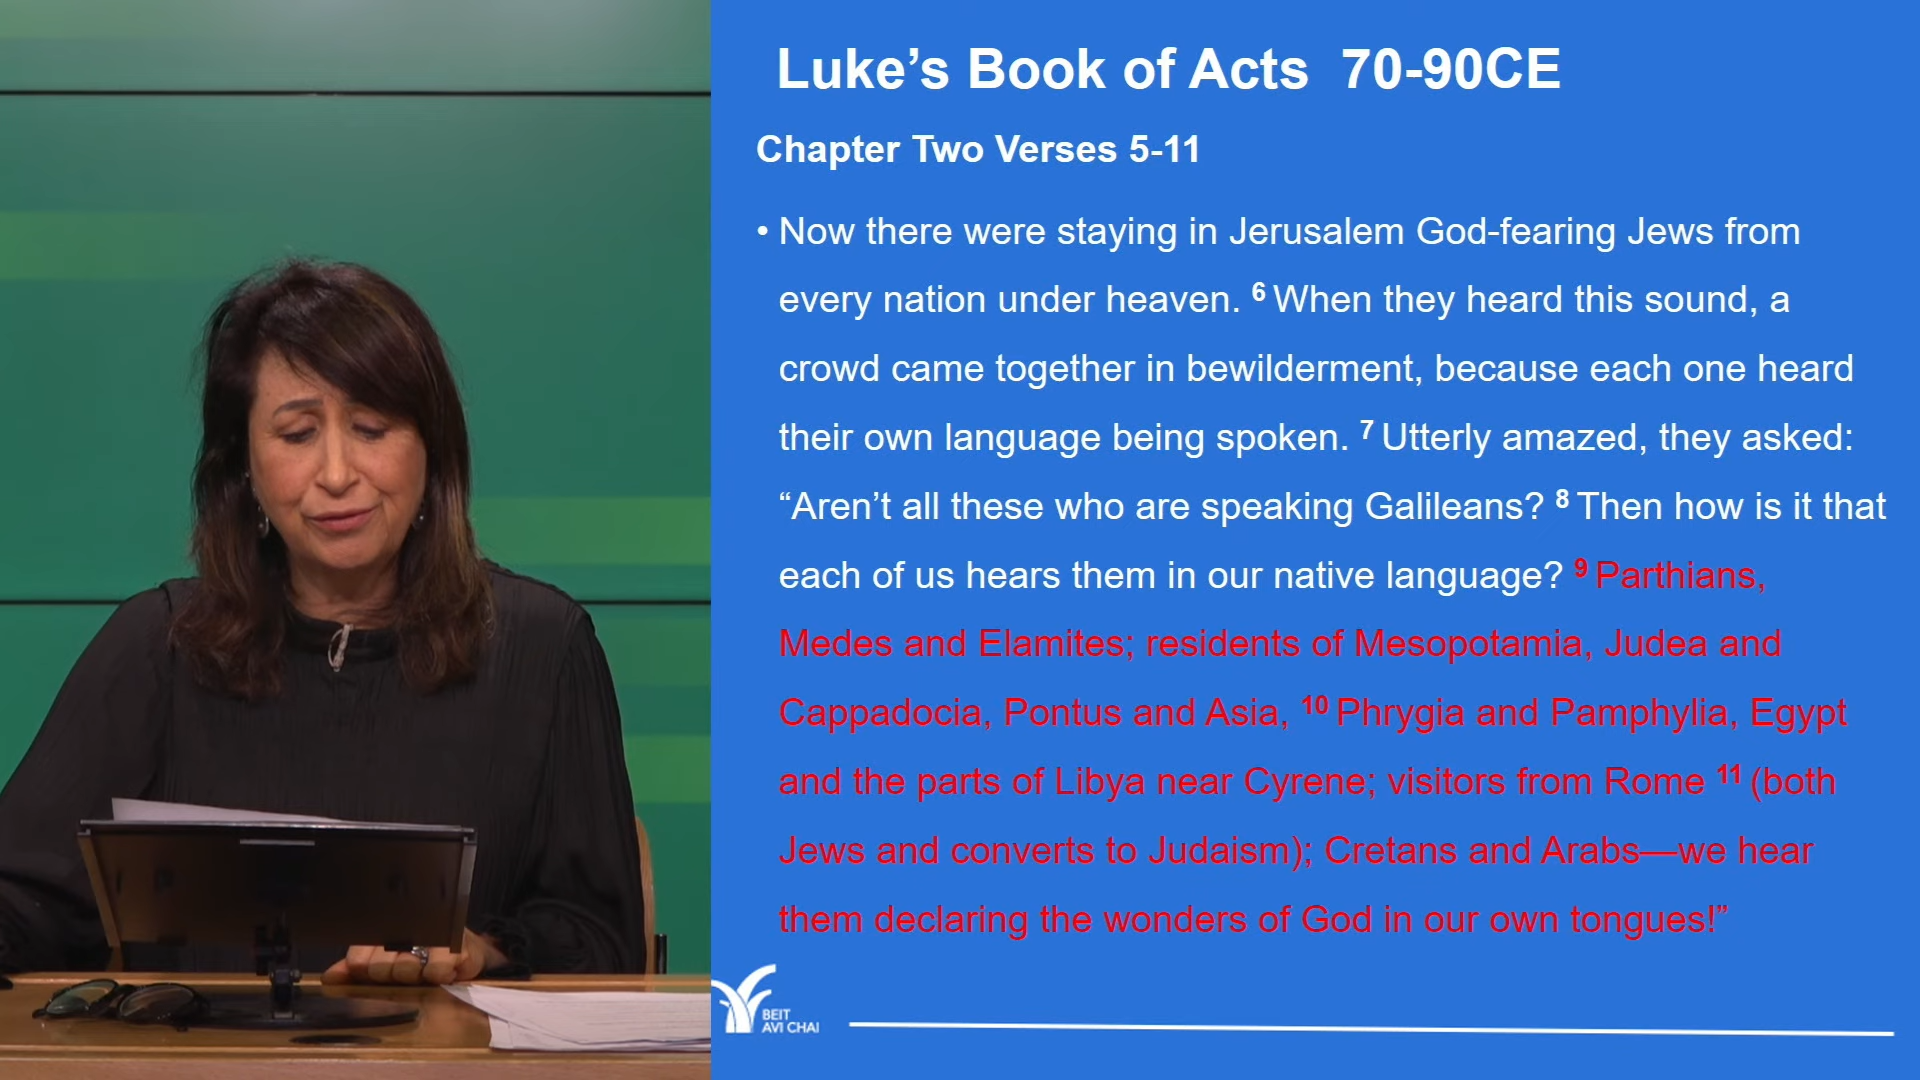 Luke’s Book of Acts 70-90CE
Chapter Two Verses 5-11
• Now there were staying in Jerusalem God-fearing Jews from
every nation under heaven. 6 When they heard this sound, a
crowd came together in bewilderment, because each one heard
their own language being spoken. 7 Utterly amazed, they asked:
“Aren’t all these who are speaking Galileans? 8 Then how is it that
each of us hears them in our native language? 9 Parthians,
Medes and Elamites; residents of Mesopotamia, Judea and
Cappadocia, Pontus and Asia, 10 Phrygia and Pamphylia, Egypt
and the parts of Libya near Cyrene; visitors from Rome 11 (both
Jews and converts to Judaism); Cretans and Arabs—we hear
them declaring the wonders of God in our own tongues!”
BEIT
AVI CHAI